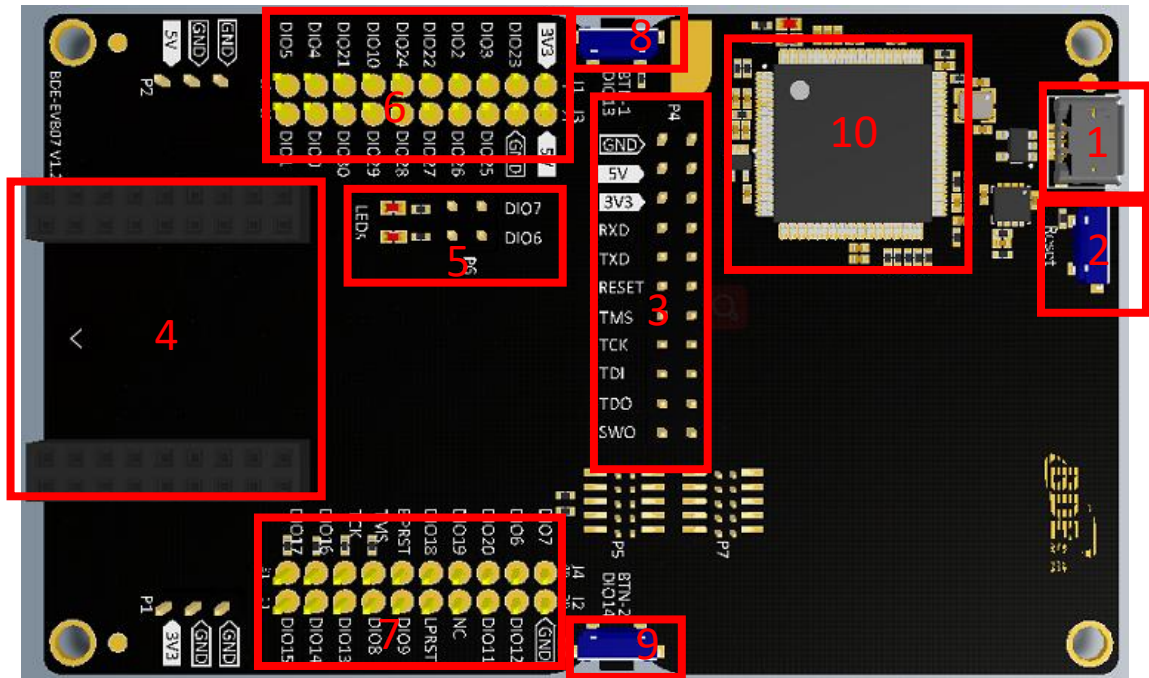 5V
GND
GND
P2
BDE-EVB07 V1.2
DIO5
DIO4
DIO21
DIO10
DIO24
DIO22
DIO2
DIO3
DIO23
3V3
6
J1
J3
DIO1
DIO0
DIO30
DIO29
DIO28
DIO27
DIO26
DIO25
GND
5V
8
BTN-1
DIO13
P4
GND
5V
3V3
RXD
TXD
RESET
TMS
TCK
TDI
TDO
SWO
3
10
1
Reset
2
LEDs
DIO7
DIO6
P6
5
<
4
P5
P7
BDE
DIO17
DIO16
TCK
TMS
BPRST
DIO18
DIO19
DIO20
DIO6
DIO7
J4
J2
7
DIO15
DIO14
DIO13
DIO8
DIO9
LPRST
NC
DIO11
DIO12
GND
BTN-2
DIO14
9
P1
3V3
GND
GND